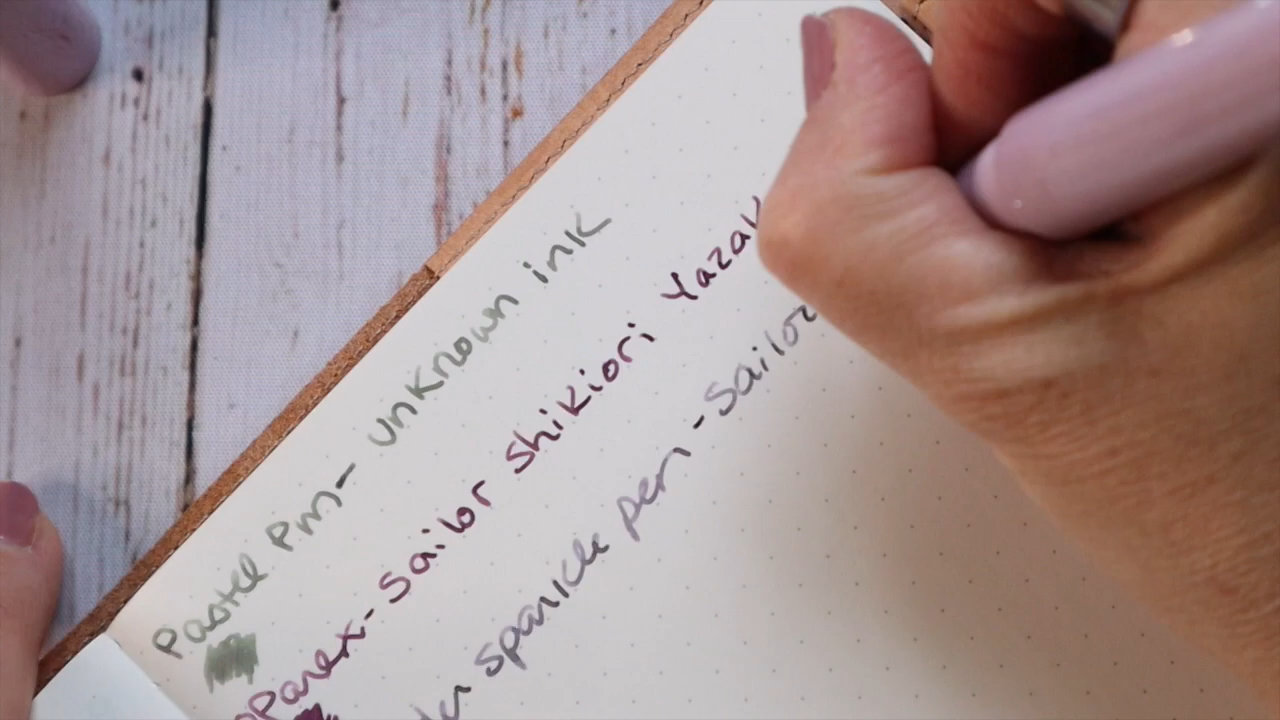 Pastel Pm - Unknown ink
Sailor Shikiori
sparkle pen - Sailor